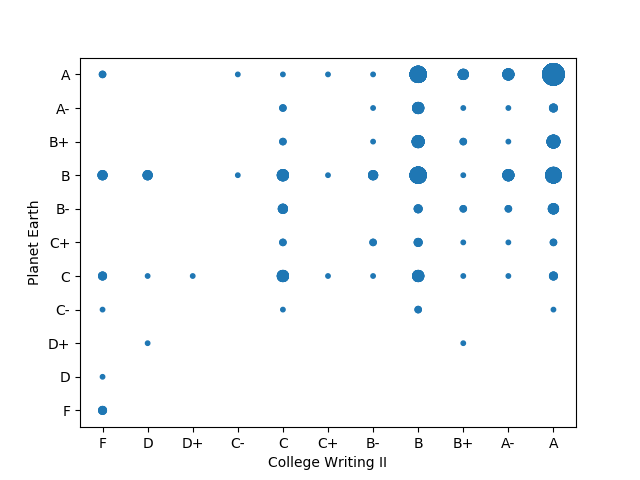 Planet Earth
A
A-
B+
B
B-
C+
C
C-
D+
D
F
F D D+ C- C C+ B- B B+ A- A
College Writing II